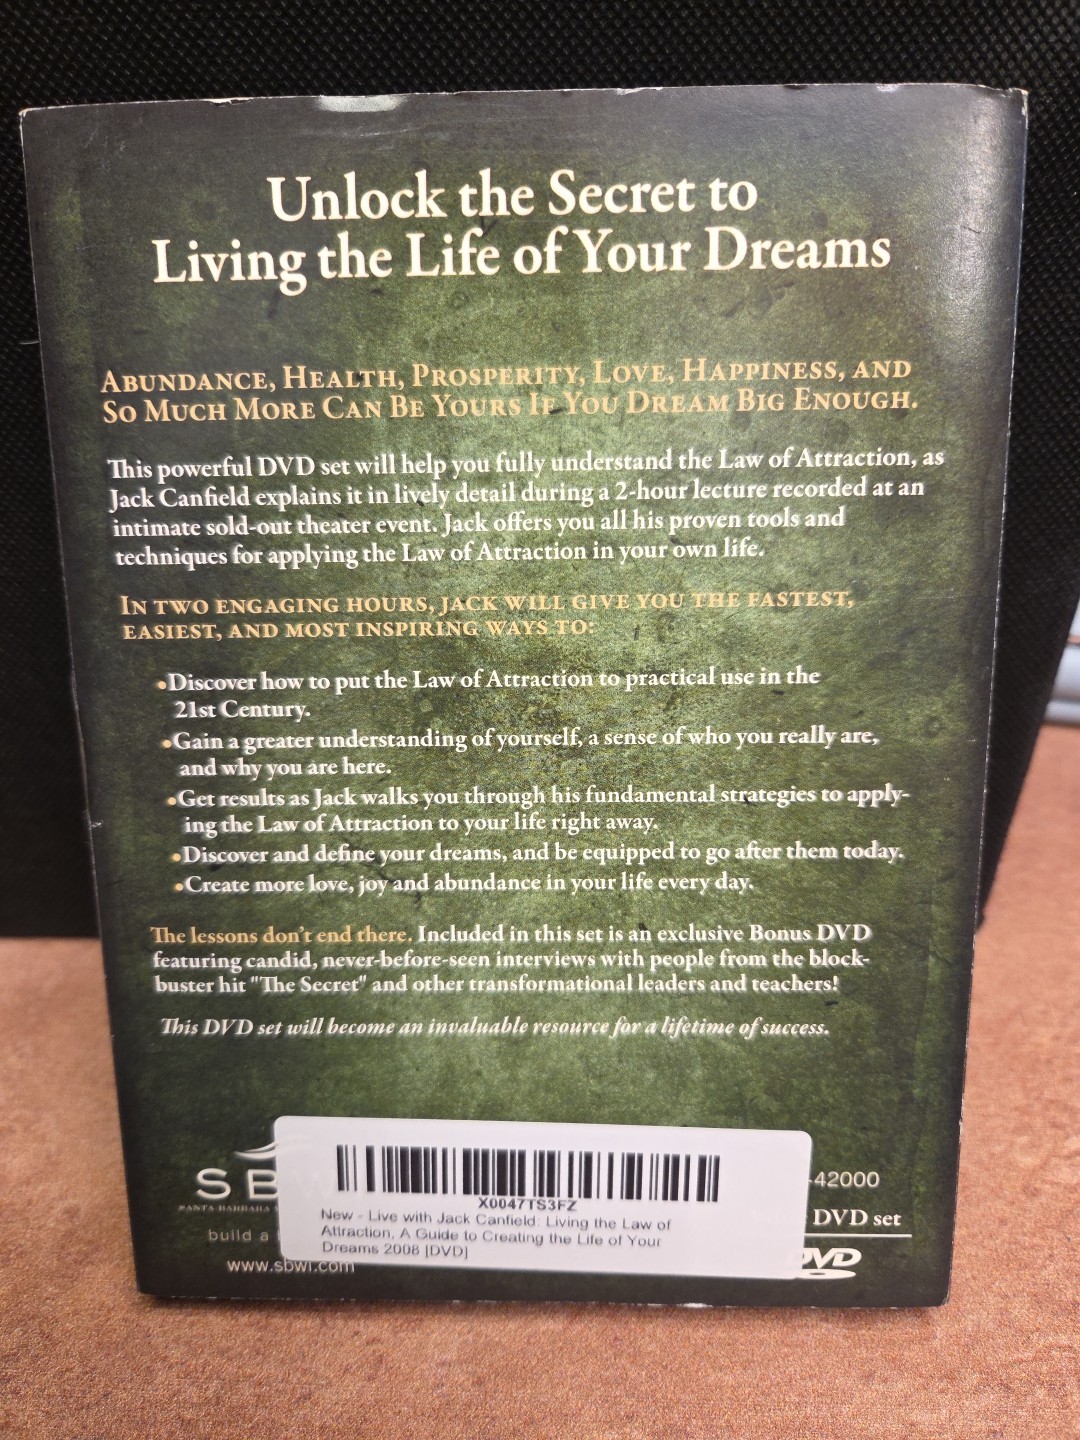 Unlock the Secret to
Living the Life of Your Dreams
Abundance, Health, Prosperity, Love, Happiness, and
So Much More Can Be Yours If You Dream Big Enough.
This powerful DVD set will help you fully understand the Law of Attraction, as
Jack Canfield explains it in lively detail during a 2-hour lecture recorded at an
intimate sold-out theater event. Jack offers you all his proven tools and
techniques for applying the Law of Attraction in your own life.
In two engaging hours, Jack will give you the fastest,
easiest, and most inspiring ways to:
•Discover how to put the Law of Attraction to practical use in the
21st Century.
•Gain a greater understanding of yourself, a sense of who you really are,
and why you are here.
•Get results as Jack walks you through his fundamental strategies to apply-
ing the Law of Attraction to your life right away.
•Discover and define your dreams, and be equipped to go after them today.
•Create more love, joy and abundance in your life every day.
The lessons don't end there. Included in this set is an exclusive Bonus DVD
featuring candid, never-before-seen interviews with people from the block-
buster hit "The Secret" and other transformational leaders and teachers!
This DVD set will become an invaluable resource for a lifetime of success.
SB
SANTA BARBARA
build a
www.sbwi.com
X0047TS3FZ
New - Live with Jack Canfield: Living the Law of
Attraction, A Guide to Creating the Life of Your
Dreams 2008 [DVD]
-42000
DVD set
DVD